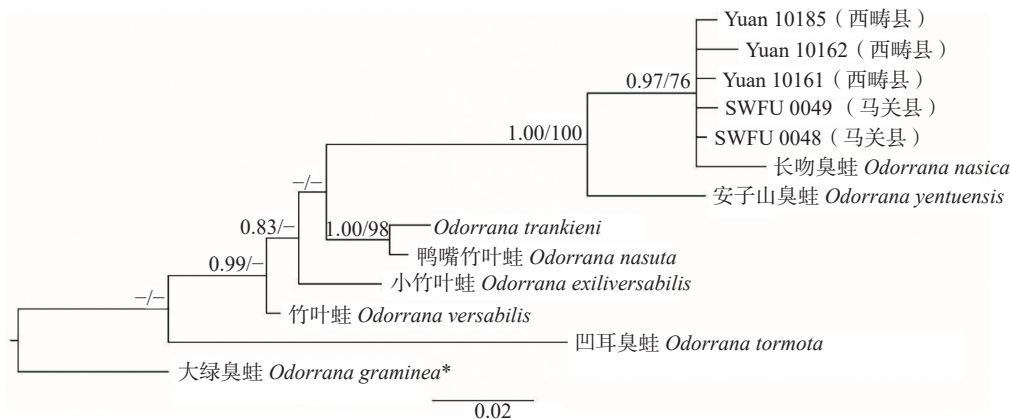 Yuan 10185（西畴县）
Yuan 10162（西畴县）
0.97/76
Yuan 10161（西畴县）
SWFU 0049 （马关县）
1.00/100
SWFU 0048（马关县）
长吻臭蛙 Odorrana nasica
–/–
安子山臭蛙 Odorrana yentuensis
0.83/–
1.00/98
Odorrana trankieni
鸭嘴竹叶蛙 Odorrana nasuta
0.99/–
小竹叶蛙 Odorrana exiliversabilis
–/–
竹叶蛙 Odorrana versabilis
凹耳臭蛙 Odorrana tormota
大绿臭蛙 Odorrana graminea*
0.02